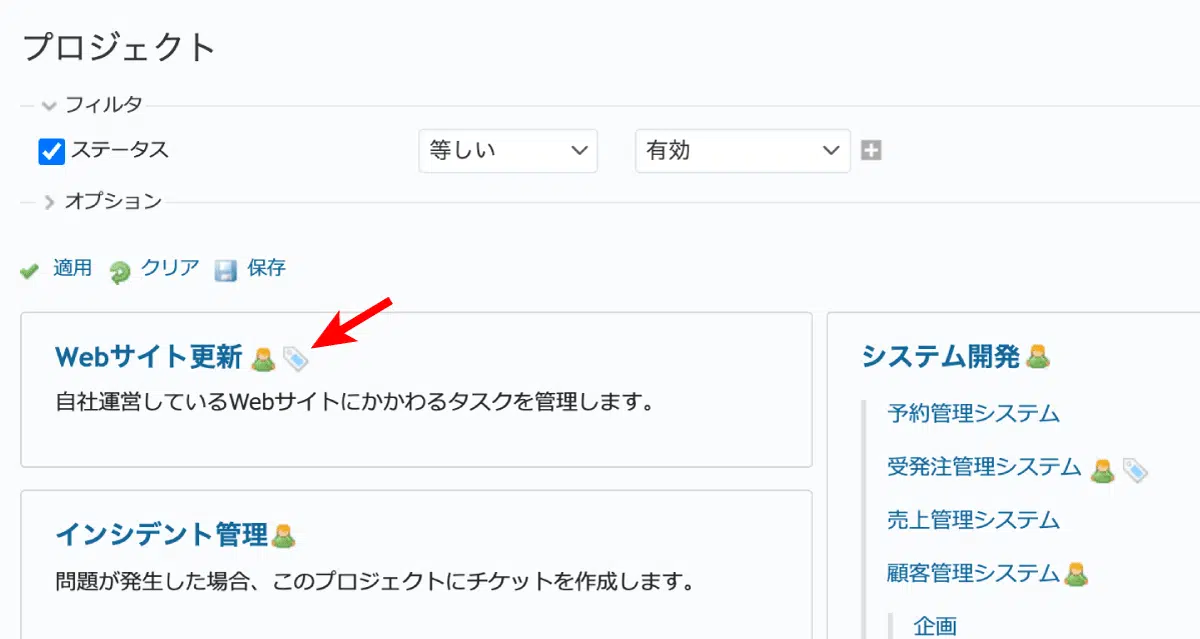 プロジェクト
フィルタ
ステータス 等しい 有効
オプション
適用 クリア 保存
Webサイト更新
自社運営しているWebサイトにかかわるタスクを管理します。
インシデント管理
問題が発生した場合、このプロジェクトにチケットを作成します。
システム開発
予約管理システム
受発注管理システム
売上管理システム
顧客管理システム
企画